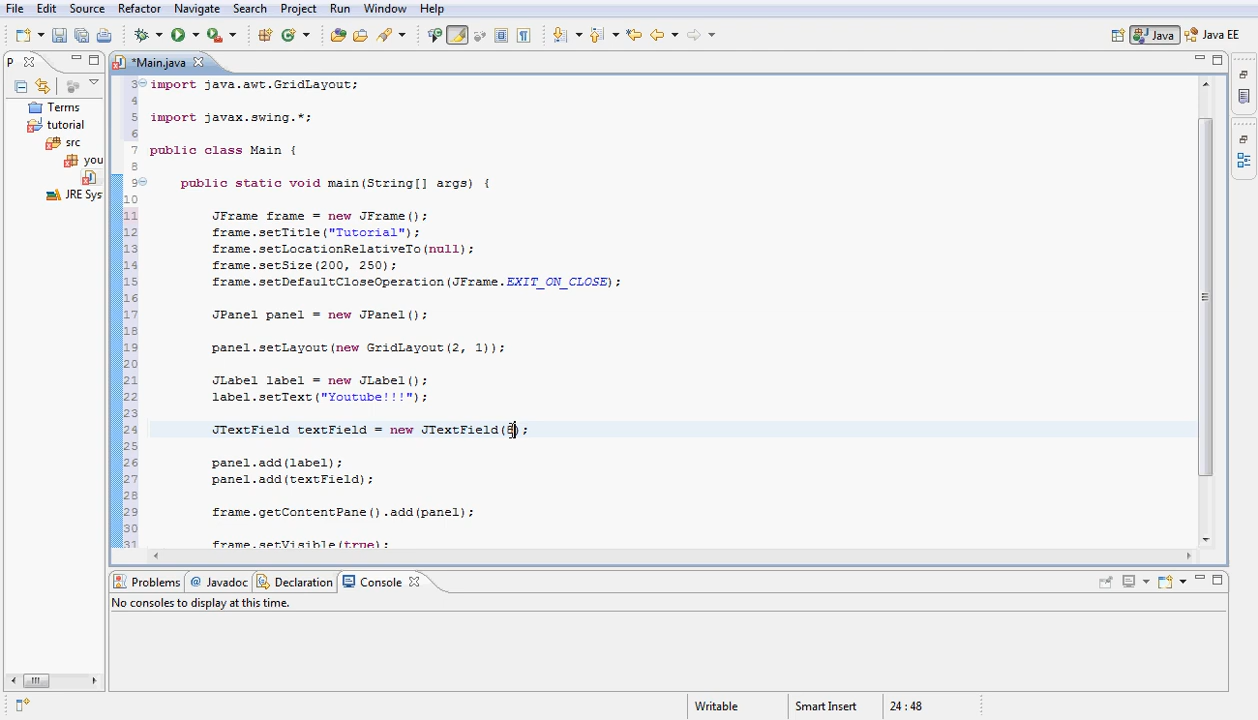 File Edit Source Refactor Navigate Search Project Run Window Help
Java Java EE
P *Main.java
Terms
tutorial
src
you
JRE Sys
3 import java.awt.GridLayout;
4
5 import javax.swing.*;
6
7 public class Main {
8
9 public static void main(String[] args) {
10
11 JFrame frame = new JFrame();
12 frame.setTitle("Tutorial");
13 frame.setLocationRelativeTo(null);
14 frame.setSize(200, 250);
15 frame.setDefaultCloseOperation(JFrame.EXIT_ON_CLOSE);
16
17 JPanel panel = new JPanel();
18
19 panel.setLayout(new GridLayout(2, 1));
20
21 JLabel label = new JLabel();
22 label.setText("Youtube!!!");
23
24 JTextField textField = new JTextField( );
25
26 panel.add(label);
27 panel.add(textField);
28
29 frame.getContentPane().add(panel);
30
31 frame.setVisible(true);
Problems @ Javadoc Declaration Console
No consoles to display at this time.
Writable Smart Insert 24 : 48